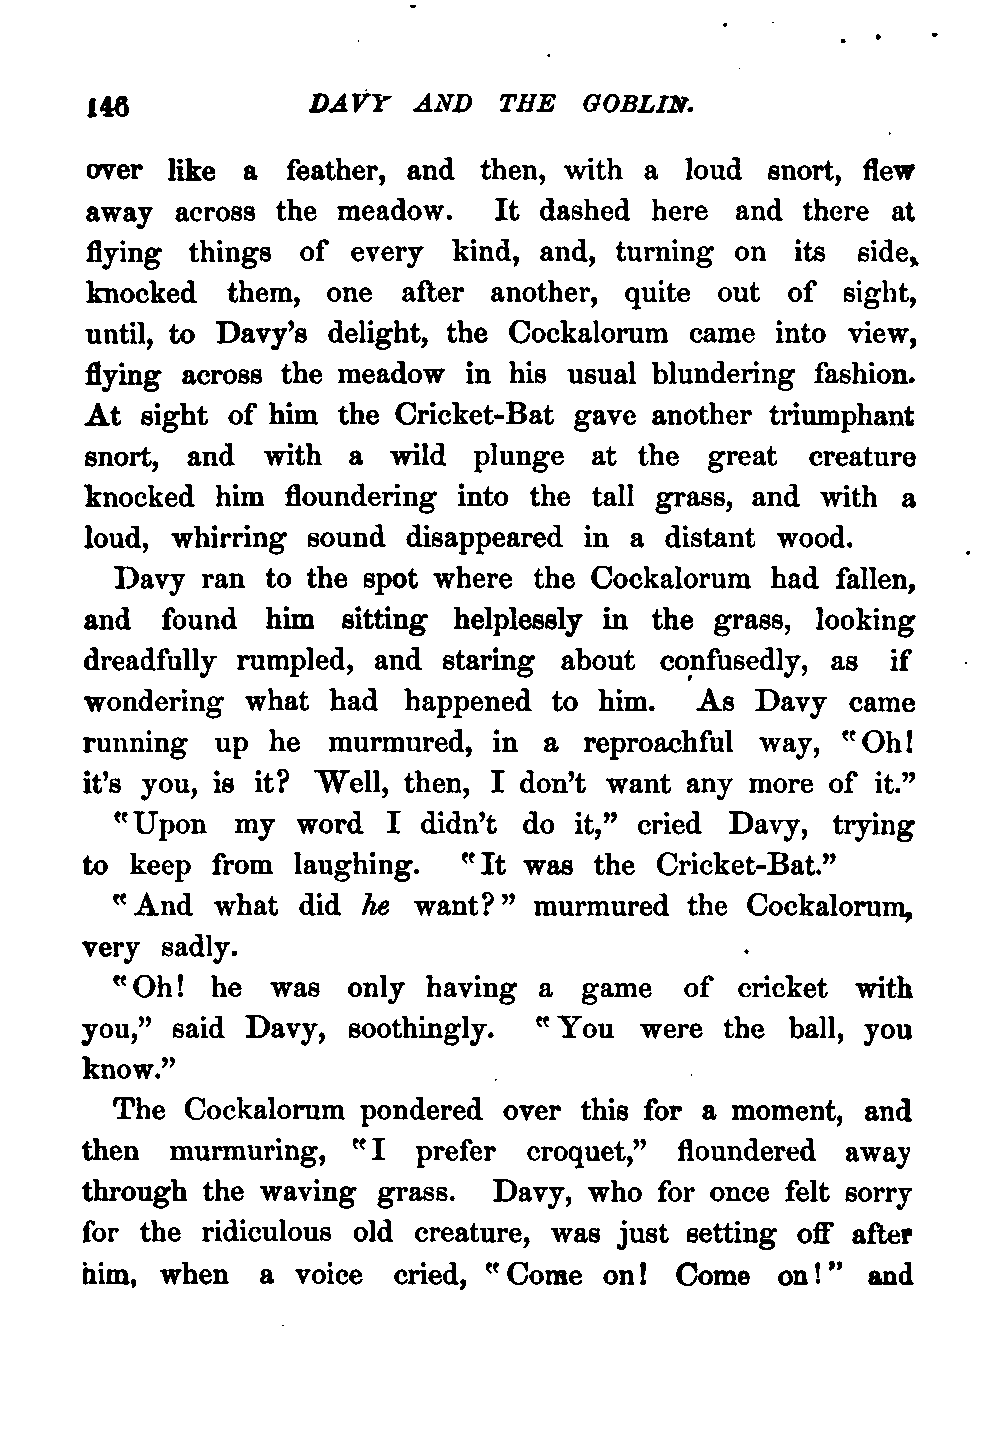 146 DAVY AND THE GOBLIN.
over like a feather, and then, with a loud snort, flew
away across the meadow. It dashed here and there at
flying things of every kind, and, turning on its side,
knocked them, one after another, quite out of sight,
until, to Davy's delight, the Cockalorum came into view,
flying across the meadow in his usual blundering fashion.
At sight of him the Cricket-Bat gave another triumphant
snort, and with a wild plunge at the great creature
knocked him floundering into the tall grass, and with a
loud, whirring sound disappeared in a distant wood.
Davy ran to the spot where the Cockalorum had fallen,
and found him sitting helplessly in the grass, looking
dreadfully rumpled, and staring about confusedly, as if
wondering what had happened to him. As Davy came
running up he murmured, in a reproachful way, "Oh!
it's you, is it? Well, then, I don't want any more of it."
"Upon my word I didn't do it," cried Davy, trying
to keep from laughing. "It was the Cricket-Bat."
"And what did he want?" murmured the Cockalorum,
very sadly.
"Oh! he was only having a game of cricket with
you," said Davy, soothingly. "You were the ball, you
know."
The Cockalorum pondered over this for a moment, and
then murmuring, "I prefer croquet," floundered away
through the waving grass. Davy, who for once felt sorry
for the ridiculous old creature, was just setting off after
him, when a voice cried, "Come on! Come on!" and